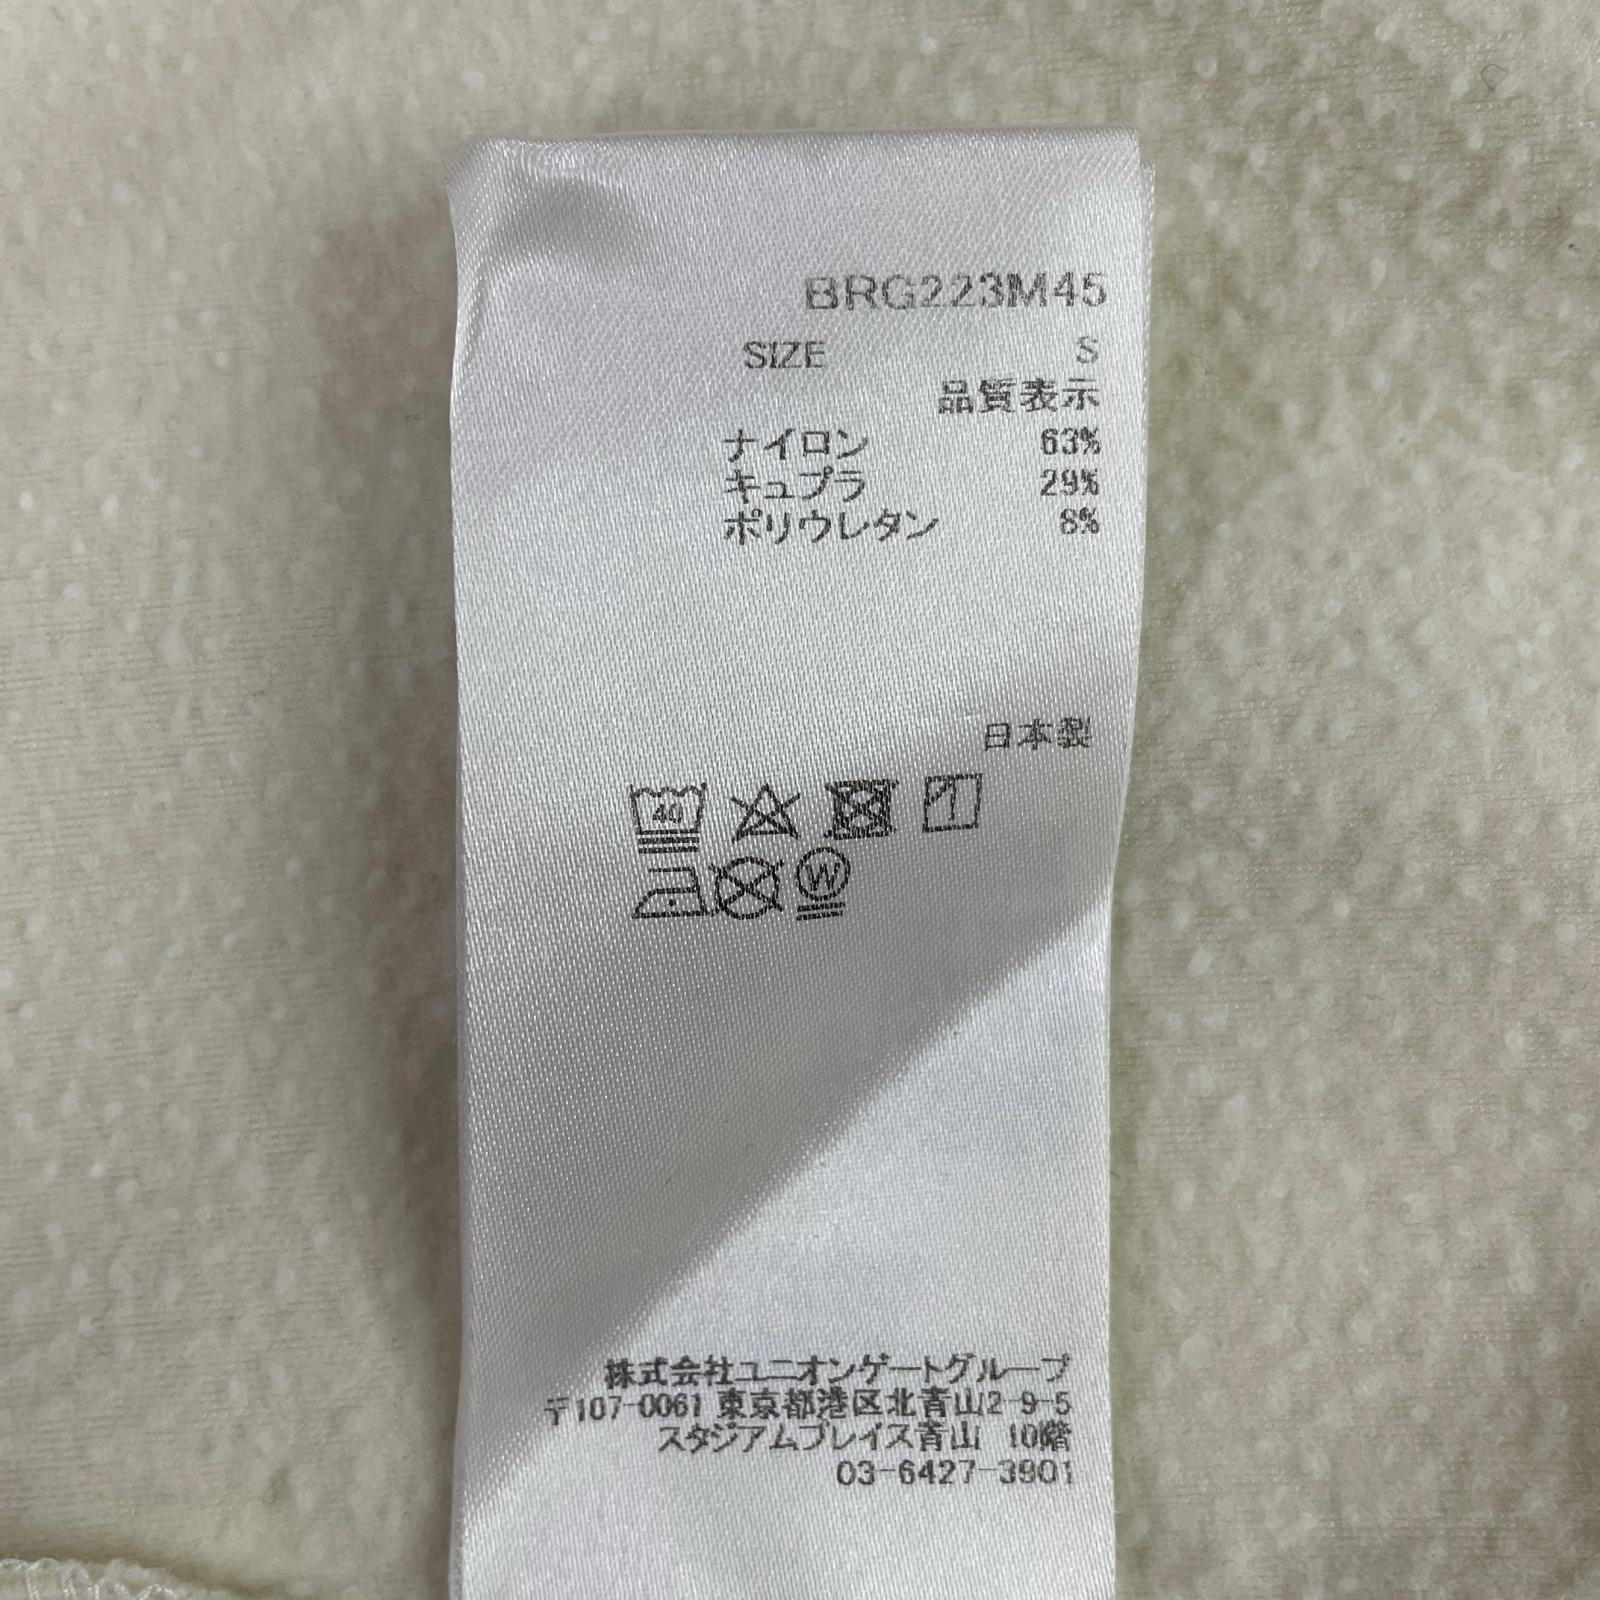 BRG223M45
SIZE S
品質表示
ナイロン 63%
キュプラ 29%
ポリウレタン 8%
日本製
40
W
株式会社ユニオンゲートグループ
〒107-0061 東京都港区北青山2-9-5
スタジアムプレイス青山 10階
03-6427-3901